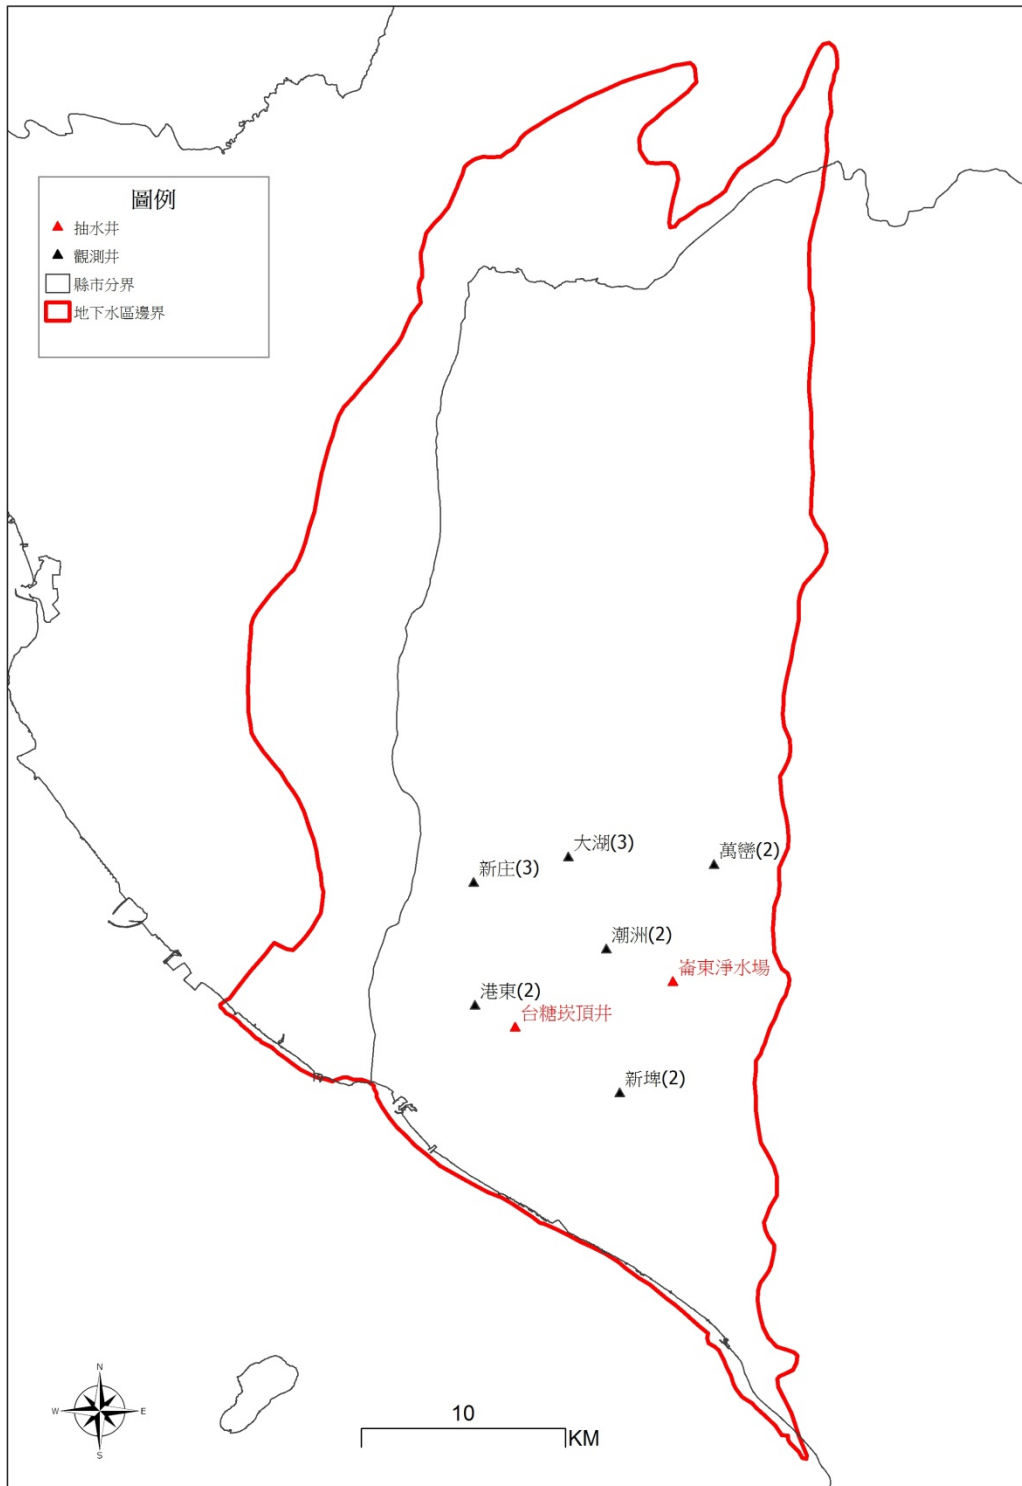 圖例
抽水井
觀測井
縣市分界
地下水區邊界
大湖(3)
新庄(3)
萬巒(2)
潮洲(2)
崙東淨水場
港東(2)
台糖崁頂井
新埤(2)
N
W
E
S
10
KM